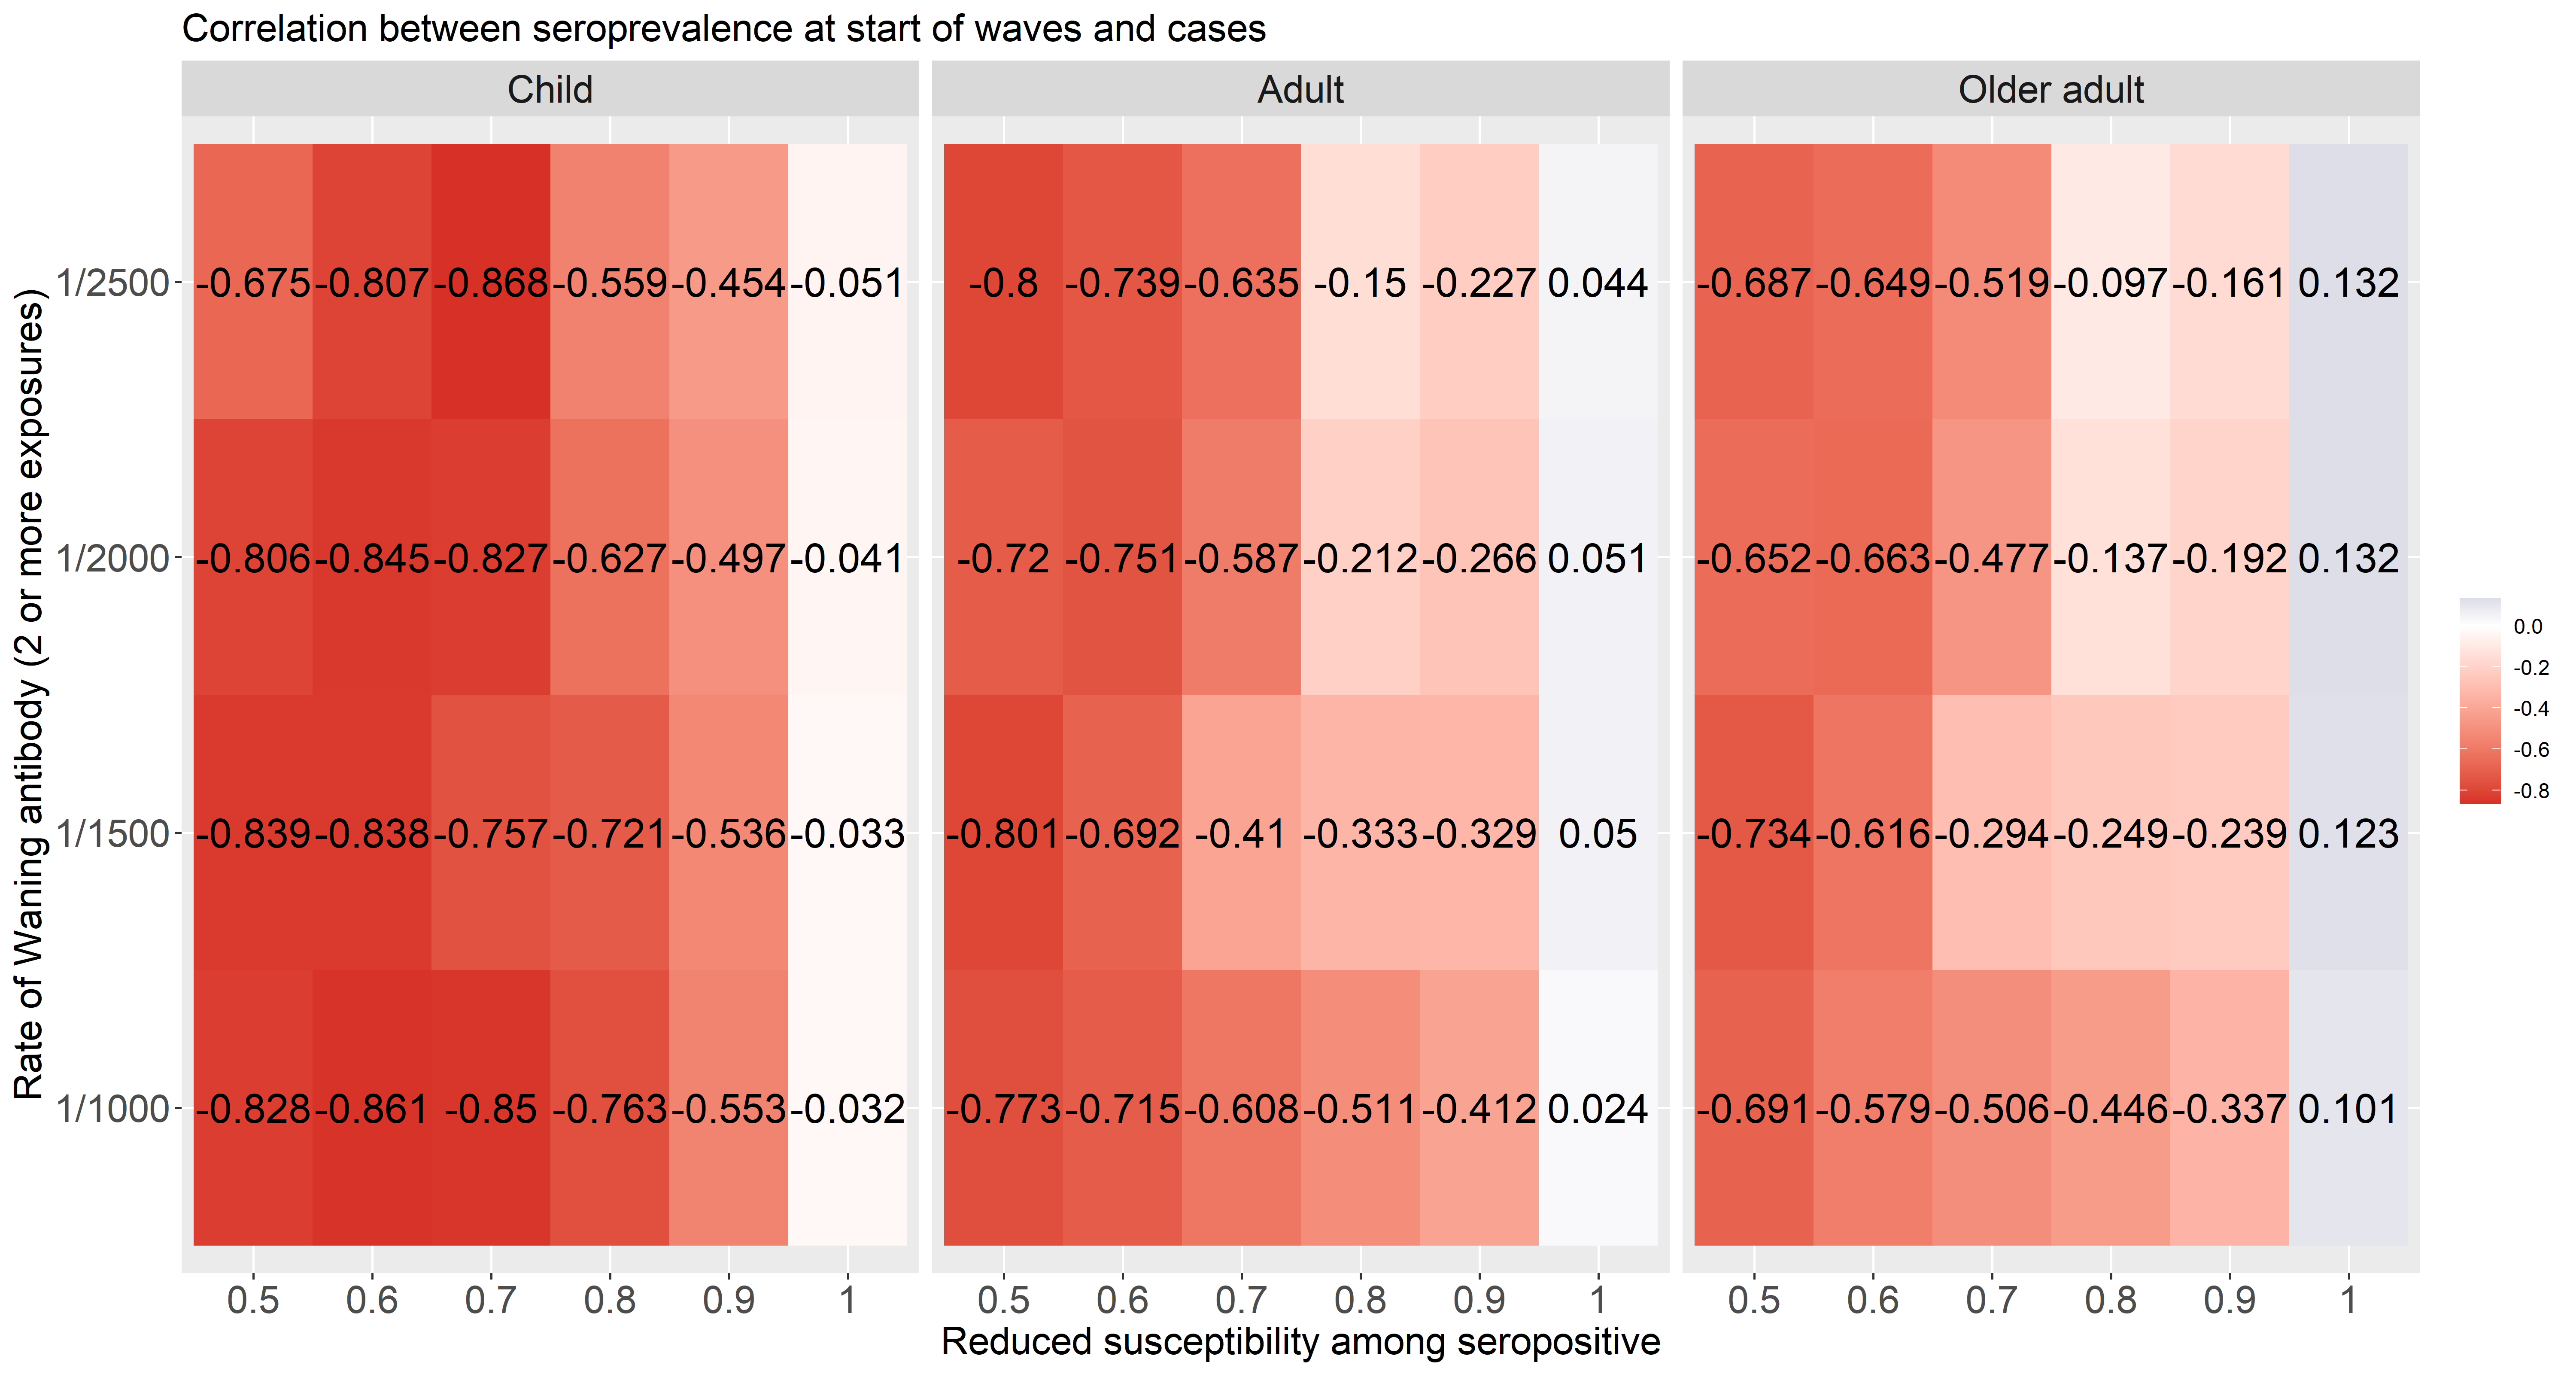 Correlation between seroprevalence at start of waves and cases
Child Adult Older adult
Rate of Waning antibody (2 or more exposures)
1/2500 -0.675 -0.807 -0.868 -0.559 -0.454 -0.051 -0.8 -0.739 -0.635 -0.15 -0.227 0.044 -0.687 -0.649 -0.519 -0.097 -0.161 0.132
1/2000 -0.806 -0.845 -0.827 -0.627 -0.497 -0.041 -0.72 -0.751 -0.587 -0.212 -0.266 0.051 -0.652 -0.663 -0.477 -0.137 -0.192 0.132
1/1500 -0.839 -0.838 -0.757 -0.721 -0.536 -0.033 -0.801 -0.692 -0.41 -0.333 -0.329 0.05 -0.734 -0.616 -0.294 -0.249 -0.239 0.123
1/1000 -0.828 -0.861 -0.85 -0.763 -0.553 -0.032 -0.773 -0.715 -0.608 -0.511 -0.412 0.024 -0.691 -0.579 -0.506 -0.446 -0.337 0.101
0.5 0.6 0.7 0.8 0.9 1 0.5 0.6 0.7 0.8 0.9 1 0.5 0.6 0.7 0.8 0.9 1
Reduced susceptibility among seropositive
0.0
-0.2
-0.4
-0.6
-0.8